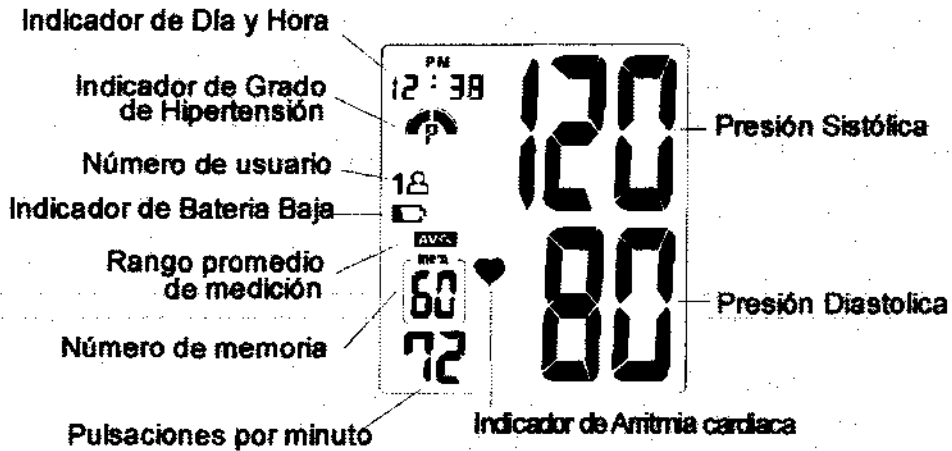 Indicador de Día y Hora
Indicador de Grado
de Hipertensión
Número de usuario
Indicador de Bateria Baja
Rango promedio
de medición
Número de memoria
Pulsaciones por minuto
PM
12:38
P
1
AVG.
mem
60
72
120
80
Presión Sistólica
Presión Diastolica
Indicador de Arritmia cardiaca